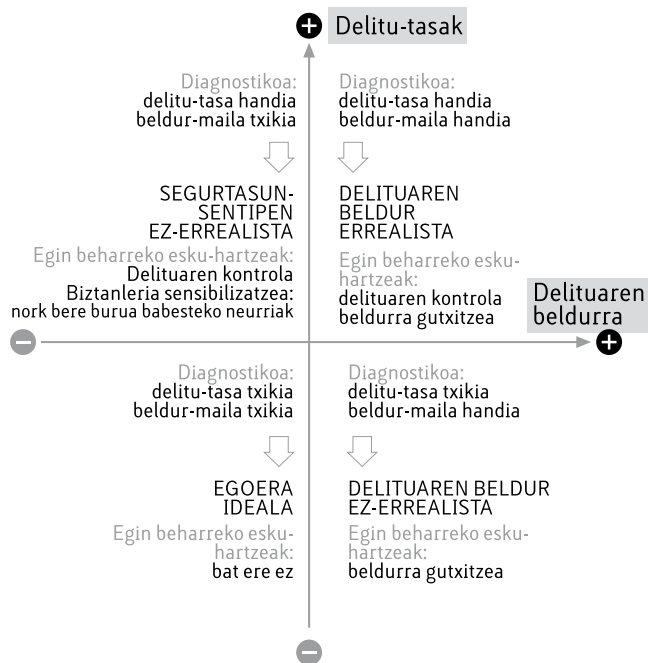 Delitu-tasak
Diagnostikoa:
delitu-tasa handia
beldur-maila txikia
SEGURTASUN-
SENTIPEN
EZ-ERREALISTA
Egin beharreko esku-hartzeak:
Delituaren kontrola
Biztanleria sensibilizatzea:
nork bere burua babesteko neurriak
Diagnostikoa:
delitu-tasa handia
beldur-maila handia
DELITUAREN
BELDUR
ERREALISTA
Egin beharreko esku-
hartzeak:
delituaren kontrola
beldurra gutxitzea
Delituaren
beldurra
Diagnostikoa:
delitu-tasa txikia
beldur-maila txikia
EGOERA
IDEALA
Egin beharreko esku-
hartzeak:
bat ere ez
Diagnostikoa:
delitu-tasa txikia
beldur-maila handia
DELITUAREN BELDUR
EZ-ERREALISTA
Egin beharreko esku-
hartzeak:
beldurra gutxitzea